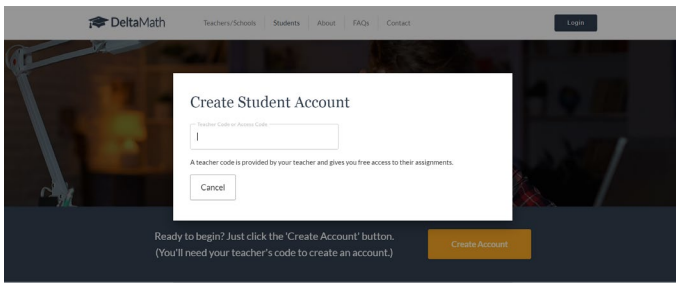 DeltaMath
Teachers/Schools Students About FAQs Contact Login
Create Student Account
Teacher Code or Access Code
A teacher code is provided by your teacher and gives you free access to their assignments.
Cancel
Ready to begin? Just click the 'Create Account' button.
(You'll need your teacher's code to create an account.)
Create Account